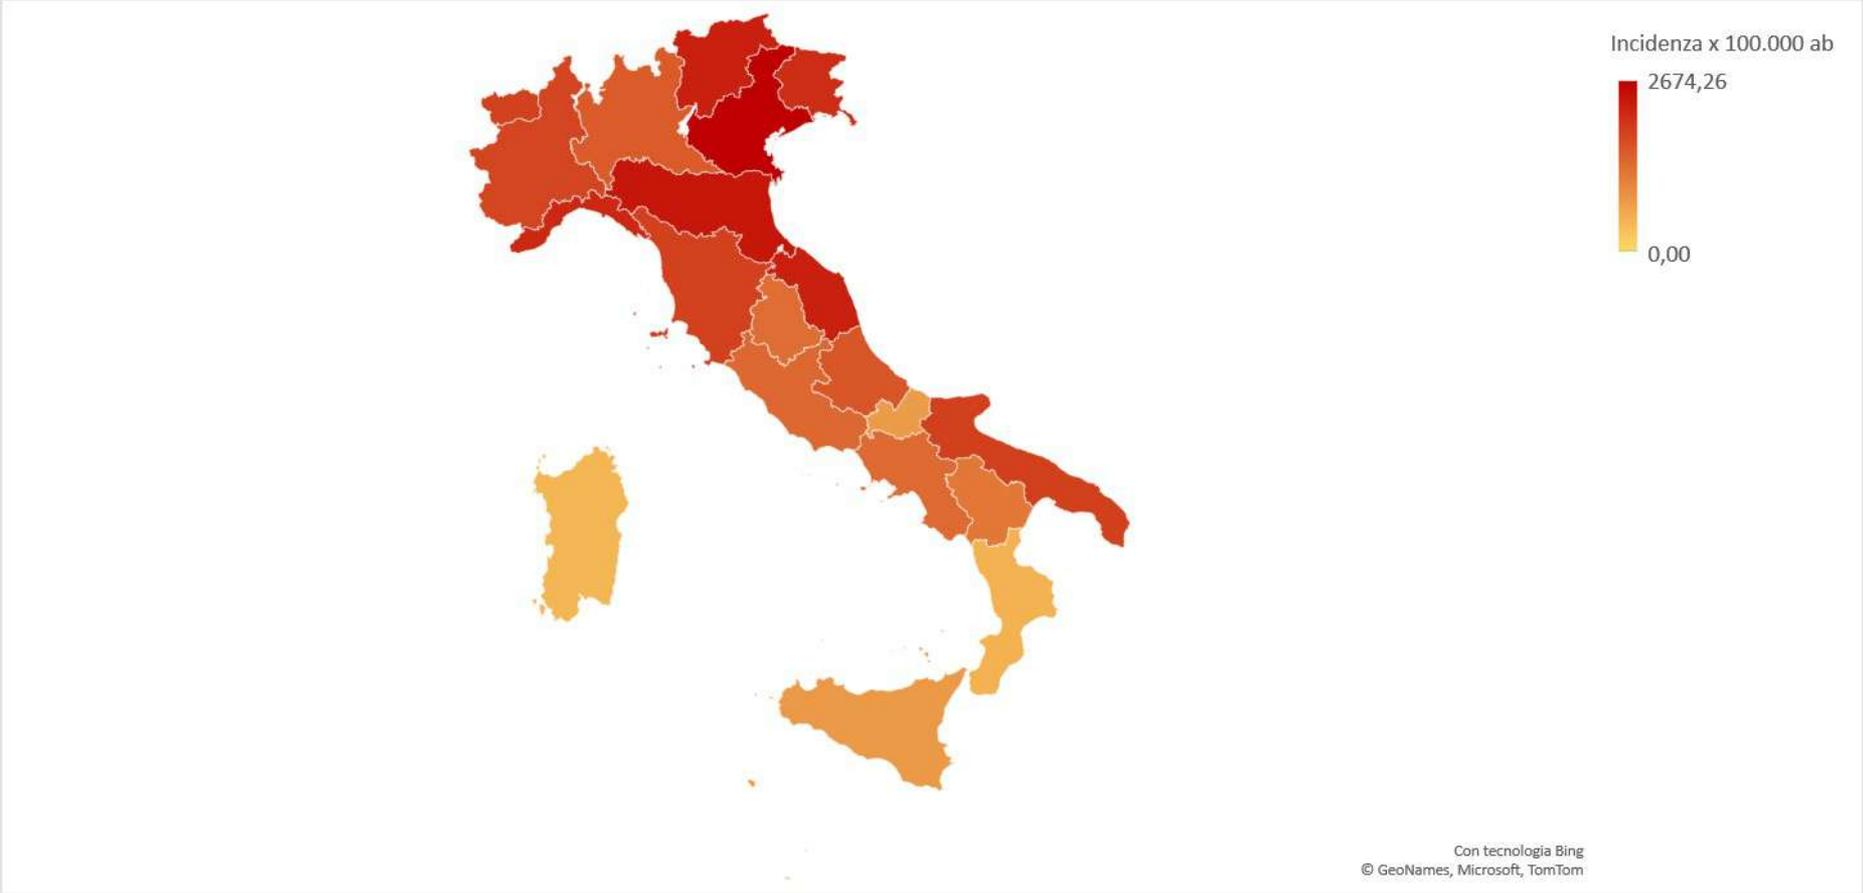 Incidenza x 100.000 ab
2674,26
0,00
Con tecnologia Bing
© GeoNames, Microsoft, TomTom